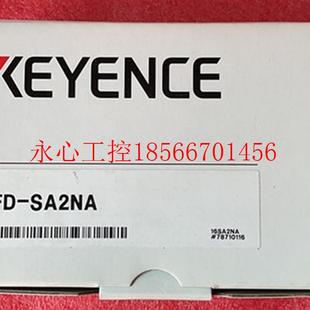 KEYENCE
永心工控18566701456
FD-SA2NA
16SA2NA
#78710116